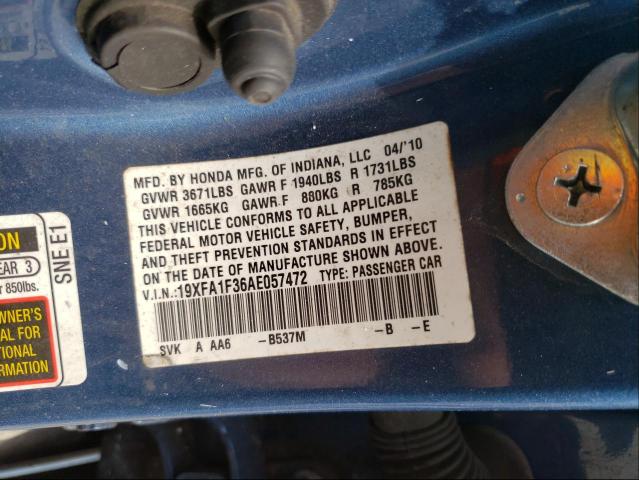 MFD. BY HONDA MFG. OF INDIANA, LLC 04/'10
GVWR 3671LBS GAWR F 1940LBS R 1731LBS
GVWR 1665KG GAWR F 880KG R 785KG
THIS VEHICLE CONFORMS TO ALL APPLICABLE
FEDERAL MOTOR VEHICLE SAFETY, BUMPER,
AND THEFT PREVENTION STANDARDS IN EFFECT
ON THE DATE OF MANUFACTURE SHOWN ABOVE.
V.I.N.:19XFA1F36AE057472 TYPE: PASSENGER CAR
SVK A AA6 -B537M -B -E
ON
EAR 3
r 850lbs.
WNER'S
AL FOR
TIONAL
FORMATION
SNE E1